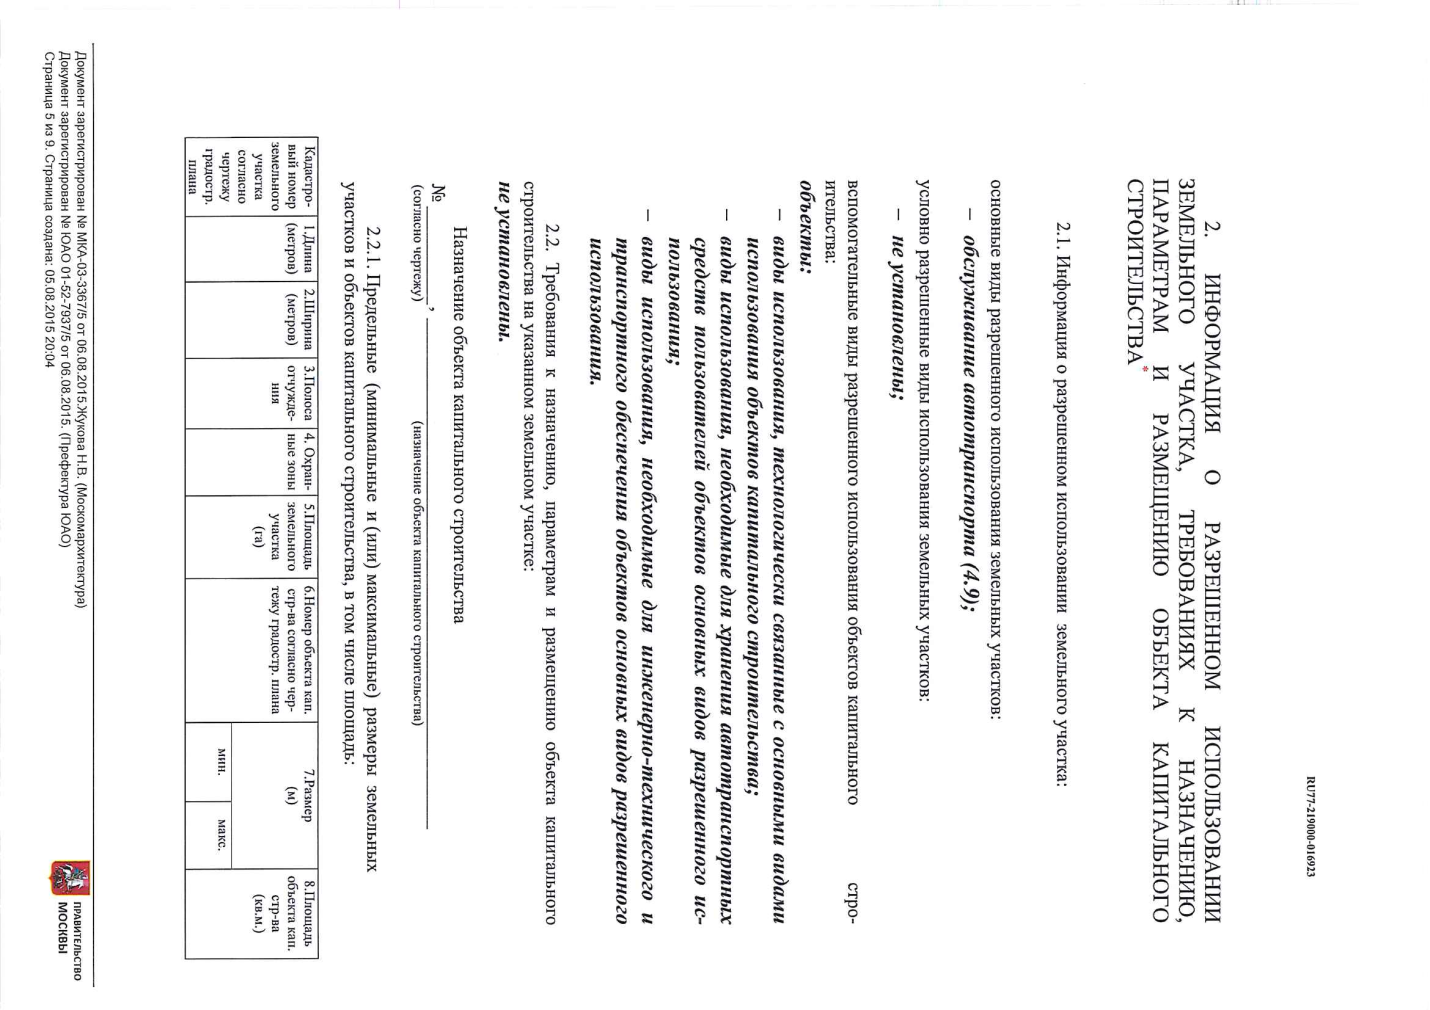 RU77-219000-016923
2. ИНФОРМАЦИЯ О РАЗРЕШЕННОМ ИСПОЛЬЗОВАНИИ
ЗЕМЕЛЬНОГО УЧАСТКА, ТРЕБОВАНИЯХ К НАЗНАЧЕНИЮ,
ПАРАМЕТРАМ И РАЗМЕЩЕНИЮ ОБЪЕКТА КАПИТАЛЬНОГО
СТРОИТЕЛЬСТВА*
2.1. Информация о разрешенном использовании земельного участка:
основные виды разрешенного использования земельных участков:
– обслуживание автотранспорта (4.9);
условно разрешенные виды использования земельных участков:
– не установлены;
вспомогательные виды разрешенного использования объектов капитального стро-
ительства:
объекты:
– виды использования, технологически связанные с основными видами
использования объектов капитального строительства;
– виды использования, необходимые для хранения автотранспортных
средств пользователей объектов основных видов разрешенного ис-
пользования;
– виды использования, необходимые для инженерно-технического и
транспортного обеспечения объектов основных видов разрешенного
использования.
2.2. Требования к назначению, параметрам и размещению объекта капитального
строительства на указанном земельном участке:
не установлены.
Назначение объекта капитального строительства
№ ____________, ______________________________
(согласно чертежу) (назначение объекта капитального строительства)
2.2.1. Предельные (минимальные и (или) максимальные) размеры земельных
участков и объектов капитального строительства, в том числе площадь:
Кадастро-
вый номер
земельного
участка
согласно
чертежу
градостр.
плана
1.Длина
(метров)
2.Ширина
(метров)
3.Полоса
отчужде-
ния
4. Охран-
ные зоны
5.Площадь
земельного
участка
(га)
6.Номер объекта кап.
стр-ва согласно чер-
тежу градостр. плана
7.Размер
(м)
мин.
макс.
8.Площадь
объекта кап.
стр-ва
(кв.м.)
Документ зарегистрирован № МКА-03-3367/5 от 06.08.2015.Жукова Н.В. (Москомархитектура)
Документ зарегистрирован № ЮАО 01-52-7937/5 от 06.08.2015. (Префектура ЮАО)
Страница 5 из 9. Страница создана: 05.08.2015 20:04
ПРАВИТЕЛЬСТВО
МОСКВЫ